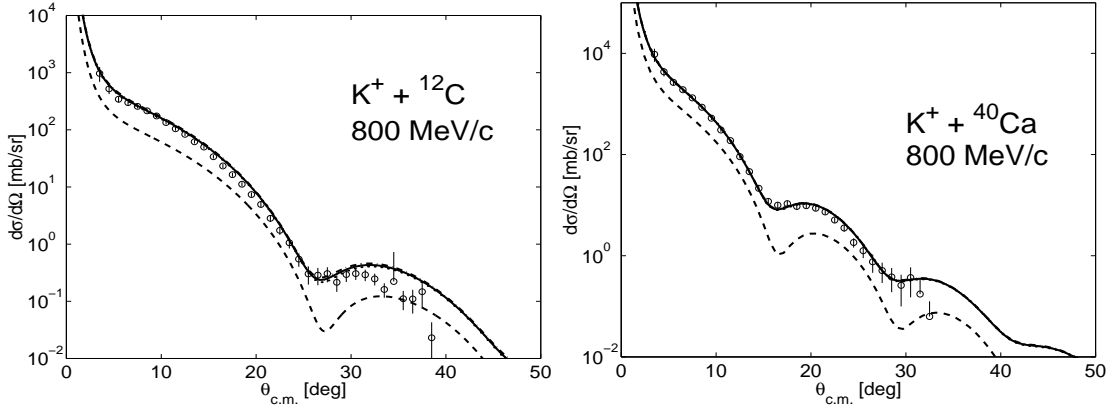 10^4
10^3
10^2
10^1
10^0
10^-1
10^-2
dσ/dΩ [mb/sr]
K^+ + ^12C
800 MeV/c
0 10 20 30 40 50
θ_c.m. [deg]
10^4
10^2
10^0
10^-2
dσ/dΩ [mb/sr]
K^+ + ^40Ca
800 MeV/c
0 10 20 30 40 50
θ_c.m. [deg]